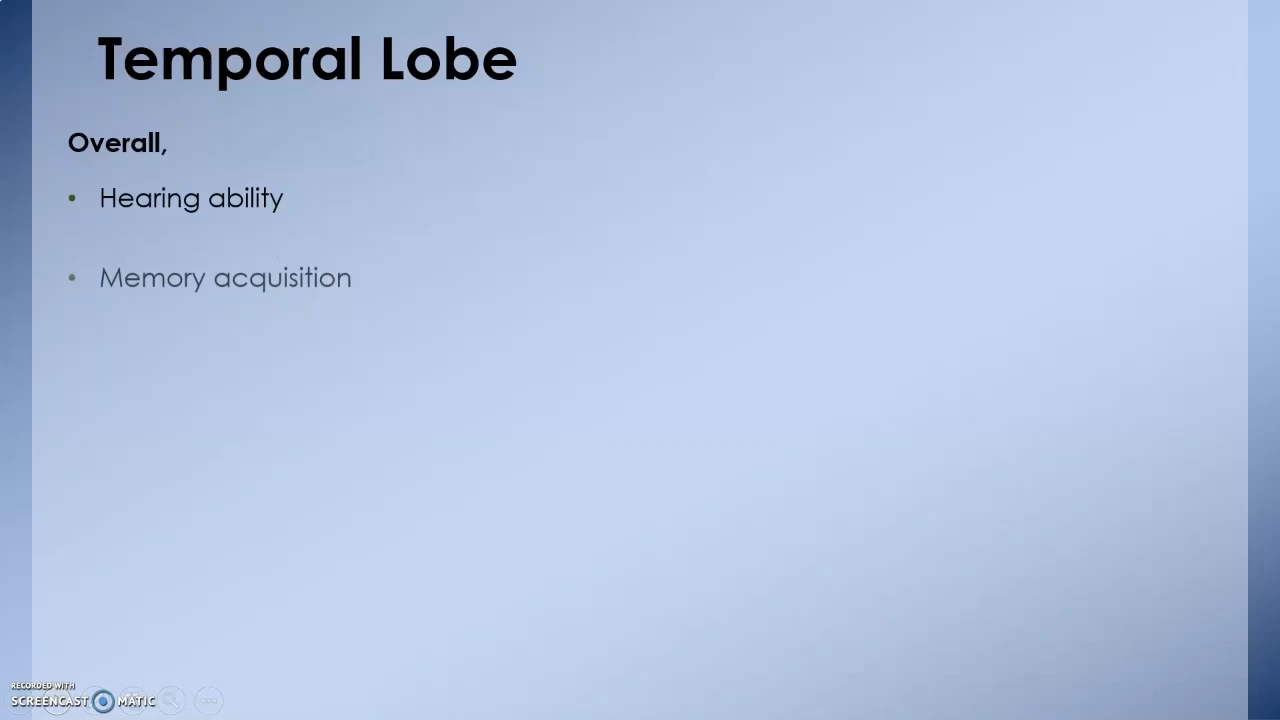 Temporal Lobe
Overall,
• Hearing ability
• Memory acquisition
RECORDED WITH
SCREENCAST MATIC